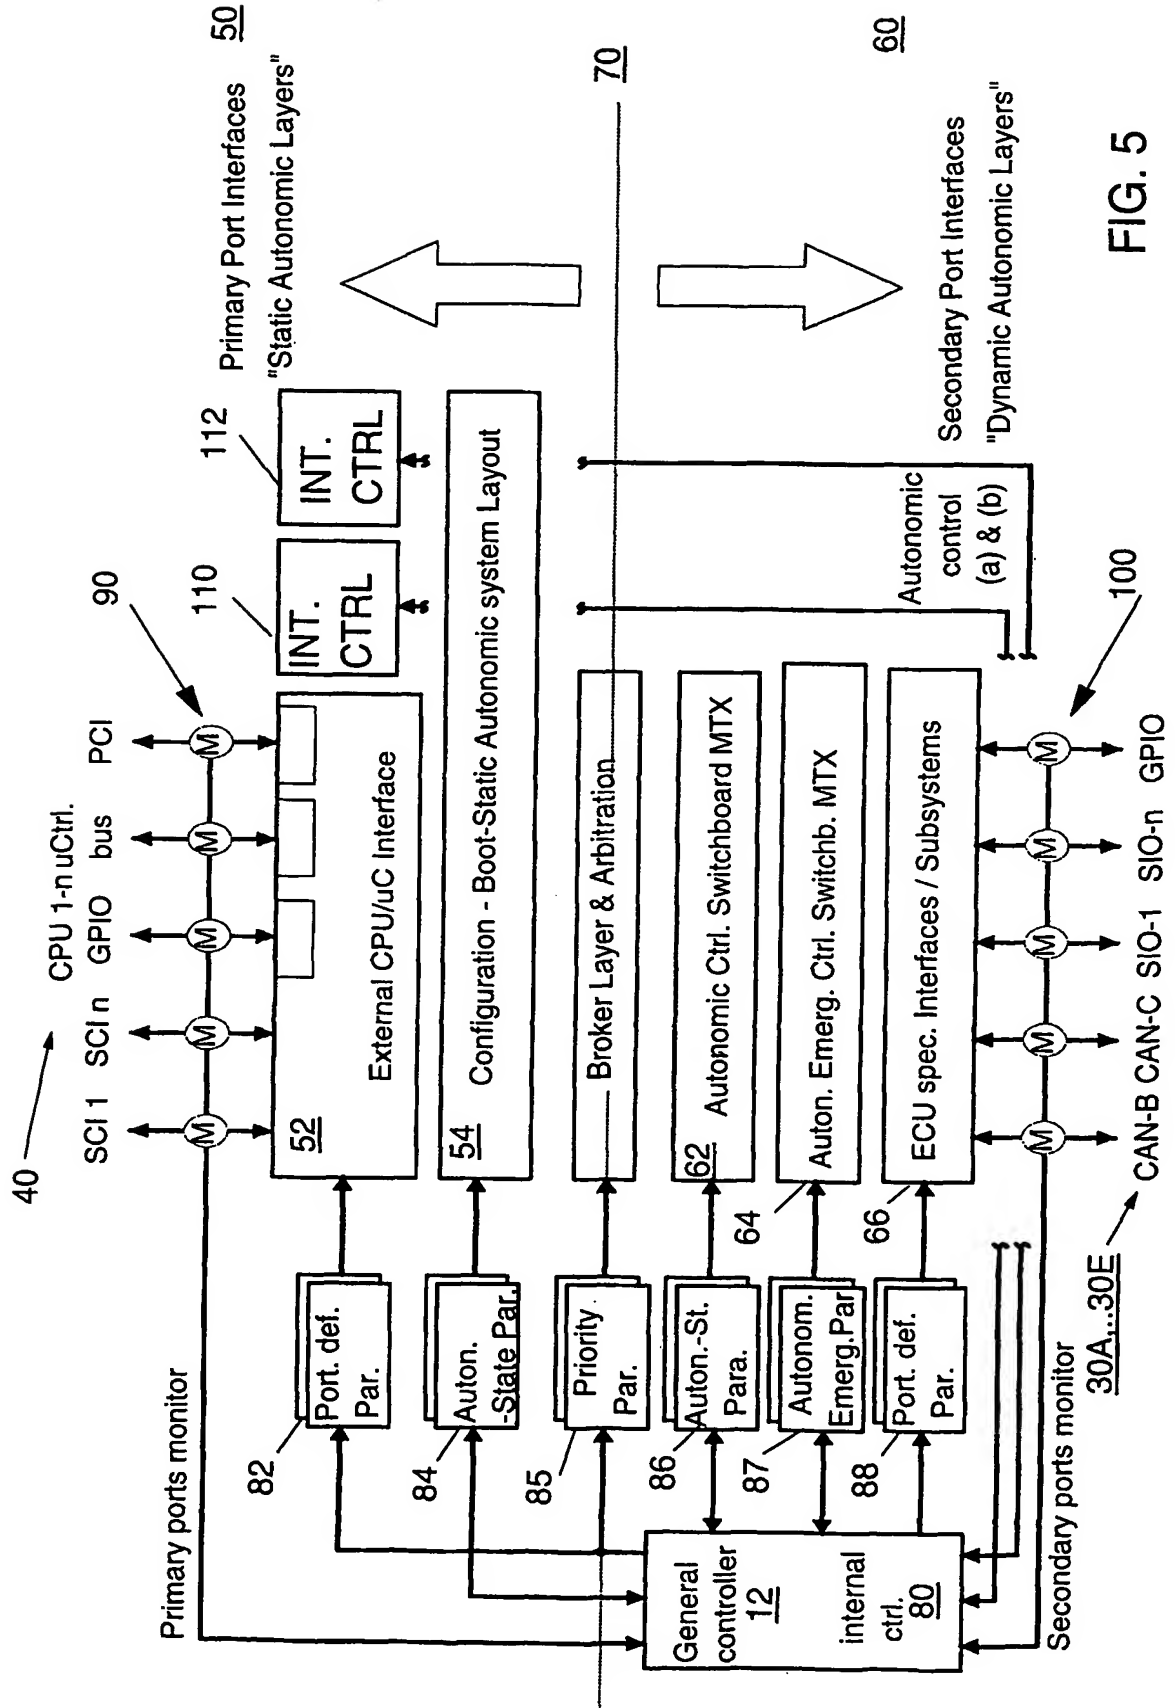 40
CPU 1-n uCtrl.
SCI 1
SCI n
GPIO
bus
PCI
90
110
112
Primary Port Interfaces
"Static Autonomic Layers"
50
Primary ports monitor
M
M
M
M
M
52
External CPU/uC Interface
INT.
CTRL
INT.
CTRL
82
Port. def.
Par.
84
Auton.
-State Par.
54
Configuration - Boot-Static Autonomic system Layout
85
Priority
Par.
Broker Layer & Arbitration
70
86
Auton.-St.
Para.
62
Autonomic Ctrl. Switchboard MTX
87
Autonom.
Emerg.Par.
64
Auton. Emerg. Ctrl. Switchb. MTX
88
Port. def.
Par.
66
ECU spec. Interfaces / Subsystems
General
controller
12
internal
ctrl.
80
Autonomic
control
(a) & (b)
60
Secondary Port Interfaces
"Dynamic Autonomic Layers"
M
M
M
M
M
100
Secondary ports monitor
30A,..30E
CAN-B
CAN-C
SIO-1
SIO-n
GPIO
FIG. 5